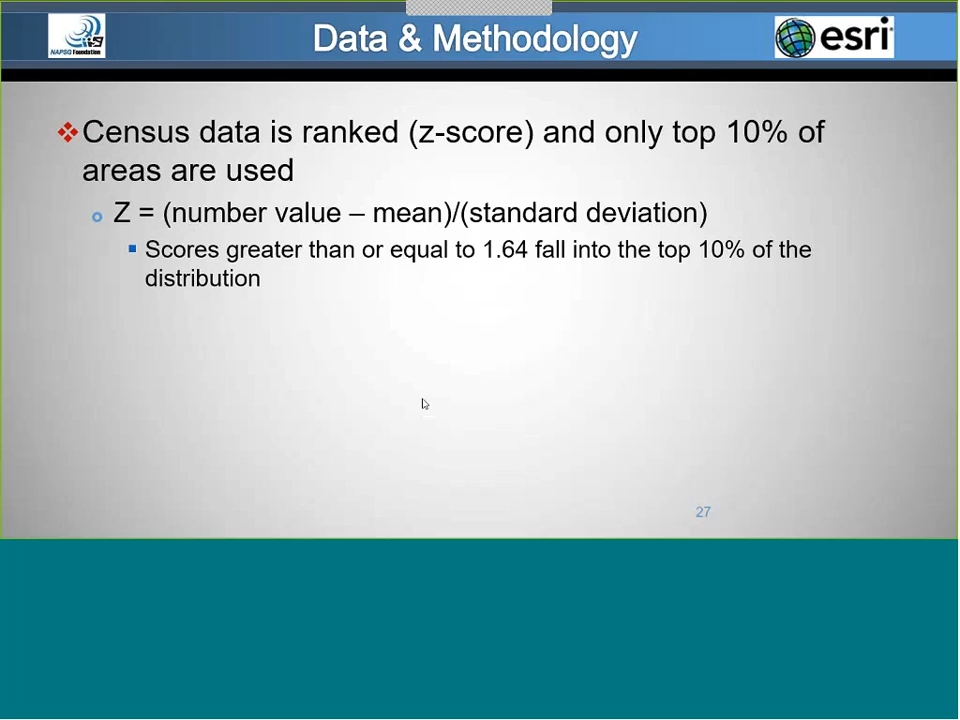 NAPSG Foundation
Data & Methodology
esri
Census data is ranked (z-score) and only top 10% of
areas are used
Z = (number value – mean)/(standard deviation)
Scores greater than or equal to 1.64 fall into the top 10% of the
distribution
27